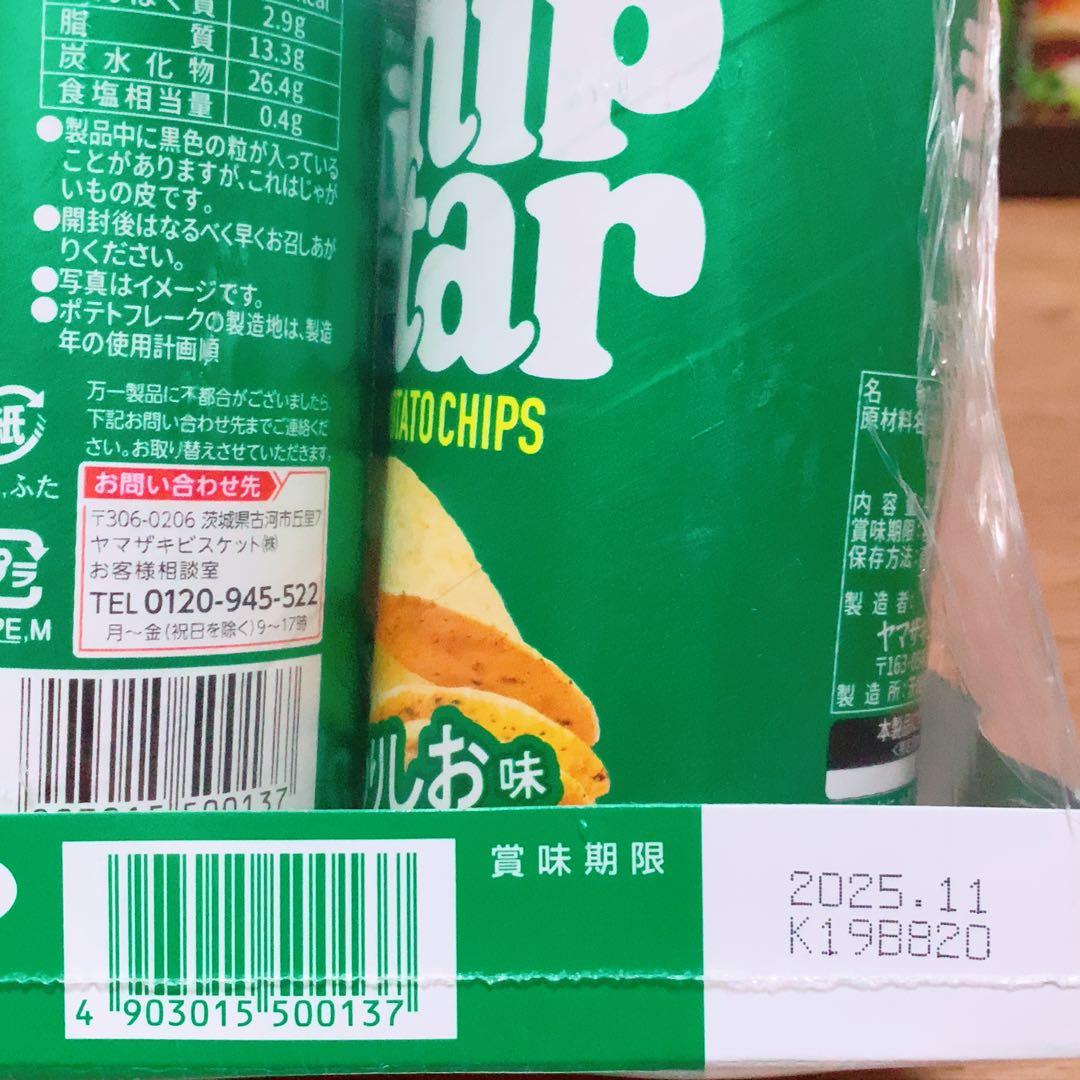 質 2.9g
脂質 13.3g
炭水化物 26.4g
食塩相当量 0.4g
●製品中に黒色の粒が入っている
ことがありますが、これはじゃが
いもの皮です。
●開封後はなるべく早くお召しあが
りください。
●写真はイメージです。
●ポテトフレークの製造地は、製造
年の使用計画順
万一製品に不都合がございましたら、
下記お問い合わせ先までご連絡くだ
さい。お取り替えさせていただきます。
紙
ふた
プラ
PE,M
お問い合わせ先
〒306-0206 茨城県古河市丘里7
ヤマザキビスケット㈱
お客様相談室
TEL 0120-945-522
月～金(祝日を除く)9～17時
hip
tar
TATO CHIPS
しお味
名
原材料名
内容
賞味期限
保存方法
製造者
ヤマザ
〒163-
製造所
本製品
賞味期限
2025.11
K19B820
4 903015 500137